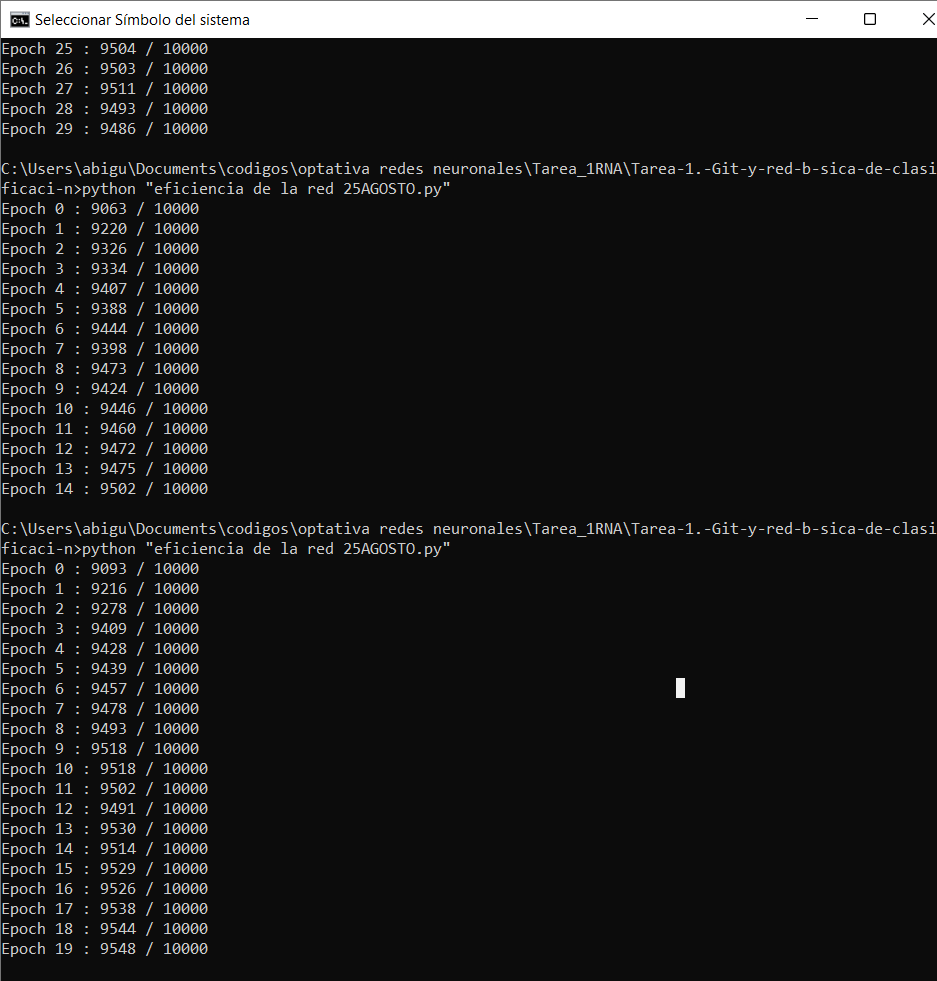 Seleccionar Símbolo del sistema
Epoch 25 : 9504 / 10000
Epoch 26 : 9503 / 10000
Epoch 27 : 9511 / 10000
Epoch 28 : 9493 / 10000
Epoch 29 : 9486 / 10000
C:\Users\abigu\Documents\codigos\optativa redes neuronales\Tarea_1RNA\Tarea-1.-Git-y-red-b-sica-de-clasi
ficaci-n>python "eficiencia de la red 25AGOSTO.py"
Epoch 0 : 9063 / 10000
Epoch 1 : 9220 / 10000
Epoch 2 : 9326 / 10000
Epoch 3 : 9334 / 10000
Epoch 4 : 9407 / 10000
Epoch 5 : 9388 / 10000
Epoch 6 : 9444 / 10000
Epoch 7 : 9398 / 10000
Epoch 8 : 9473 / 10000
Epoch 9 : 9424 / 10000
Epoch 10 : 9446 / 10000
Epoch 11 : 9460 / 10000
Epoch 12 : 9472 / 10000
Epoch 13 : 9475 / 10000
Epoch 14 : 9502 / 10000
C:\Users\abigu\Documents\codigos\optativa redes neuronales\Tarea_1RNA\Tarea-1.-Git-y-red-b-sica-de-clasi
ficaci-n>python "eficiencia de la red 25AGOSTO.py"
Epoch 0 : 9093 / 10000
Epoch 1 : 9216 / 10000
Epoch 2 : 9278 / 10000
Epoch 3 : 9409 / 10000
Epoch 4 : 9428 / 10000
Epoch 5 : 9439 / 10000
Epoch 6 : 9457 / 10000
Epoch 7 : 9478 / 10000
Epoch 8 : 9493 / 10000
Epoch 9 : 9518 / 10000
Epoch 10 : 9518 / 10000
Epoch 11 : 9502 / 10000
Epoch 12 : 9491 / 10000
Epoch 13 : 9530 / 10000
Epoch 14 : 9514 / 10000
Epoch 15 : 9529 / 10000
Epoch 16 : 9526 / 10000
Epoch 17 : 9538 / 10000
Epoch 18 : 9544 / 10000
Epoch 19 : 9548 / 10000